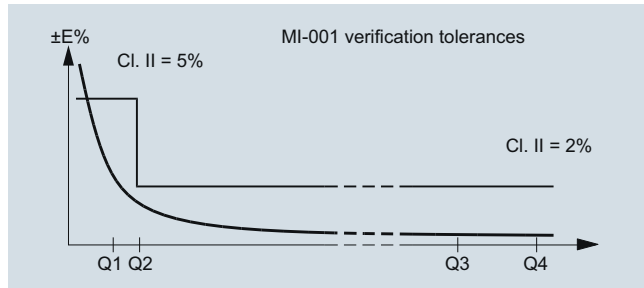 ±E%
MI-001 verification tolerances
Cl. II = 5%
Cl. II = 2%
Q1 Q2 Q3 Q4